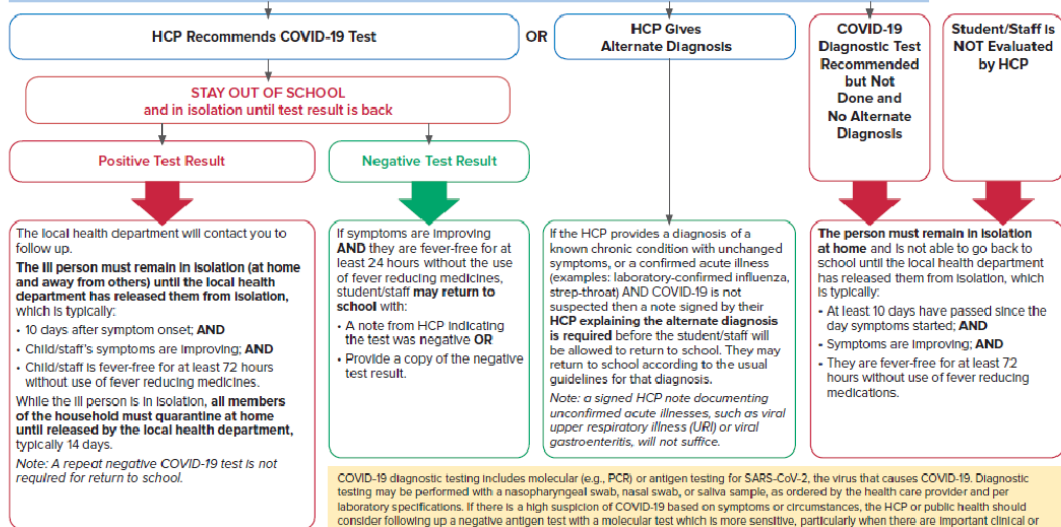 HCP Recommends COVID-19 Test
OR
HCP Gives
Alternate Diagnosis
COVID-19
Diagnostic Test
Recommended
but Not
Done and
No Alternate
Diagnosis
Student/Staff is
NOT Evaluated
by HCP
STAY OUT OF SCHOOL
and in isolation until test result is back
Positive Test Result
Negative Test Result
The local health department will contact you to
follow up.
The ill person must remain in isolation (at home
and away from others) until the local health
department has released them from isolation,
which is typically:
• 10 days after symptom onset; AND
• Child/staff's symptoms are improving; AND
• Child/staff is fever-free for at least 72 hours
without use of fever reducing medicines.
While the ill person is in isolation, all members
of the household must quarantine at home
until released by the local health department,
typically 14 days.
Note: A repeat negative COVID-19 test is not
required for return to school.
If symptoms are improving
AND they are fever-free for at
least 24 hours without the use
of fever reducing medicines,
student/staff may return to
school with:
• A note from HCP indicating
the test was negative OR
• Provide a copy of the negative
test result.
If the HCP provides a diagnosis of a
known chronic condition with unchanged
symptoms, or a confirmed acute illness
(examples: laboratory-confirmed influenza,
strep-throat) AND COVID-19 is not
suspected then a note signed by their
HCP explaining the alternate diagnosis
is required before the student/staff will
be allowed to return to school. They may
return to school according to the usual
guidelines for that diagnosis.
Note: a signed HCP note documenting
unconfirmed acute illnesses, such as viral
upper respiratory illness (URI) or viral
gastroenteritis, will not suffice.
The person must remain in isolation
at home and is not able to go back to
school until the local health department
has released them from isolation, which
is typically:
• At least 10 days have passed since the
day symptoms started; AND
• Symptoms are improving; AND
• They are fever-free for at least 72
hours without use of fever reducing
medications.
COVID-19 diagnostic testing includes molecular (e.g., PCR) or antigen testing for SARS-CoV-2, the virus that causes COVID-19. Diagnostic
testing may be performed with a nasopharyngeal swab, nasal swab, or saliva sample, as ordered by the health care provider and per
laboratory specifications. If there is a high suspicion of COVID-19 based on symptoms or circumstances, the HCP or public health should
consider following up a negative antigen test with a molecular test which is more sensitive, particularly when there are important clinical or